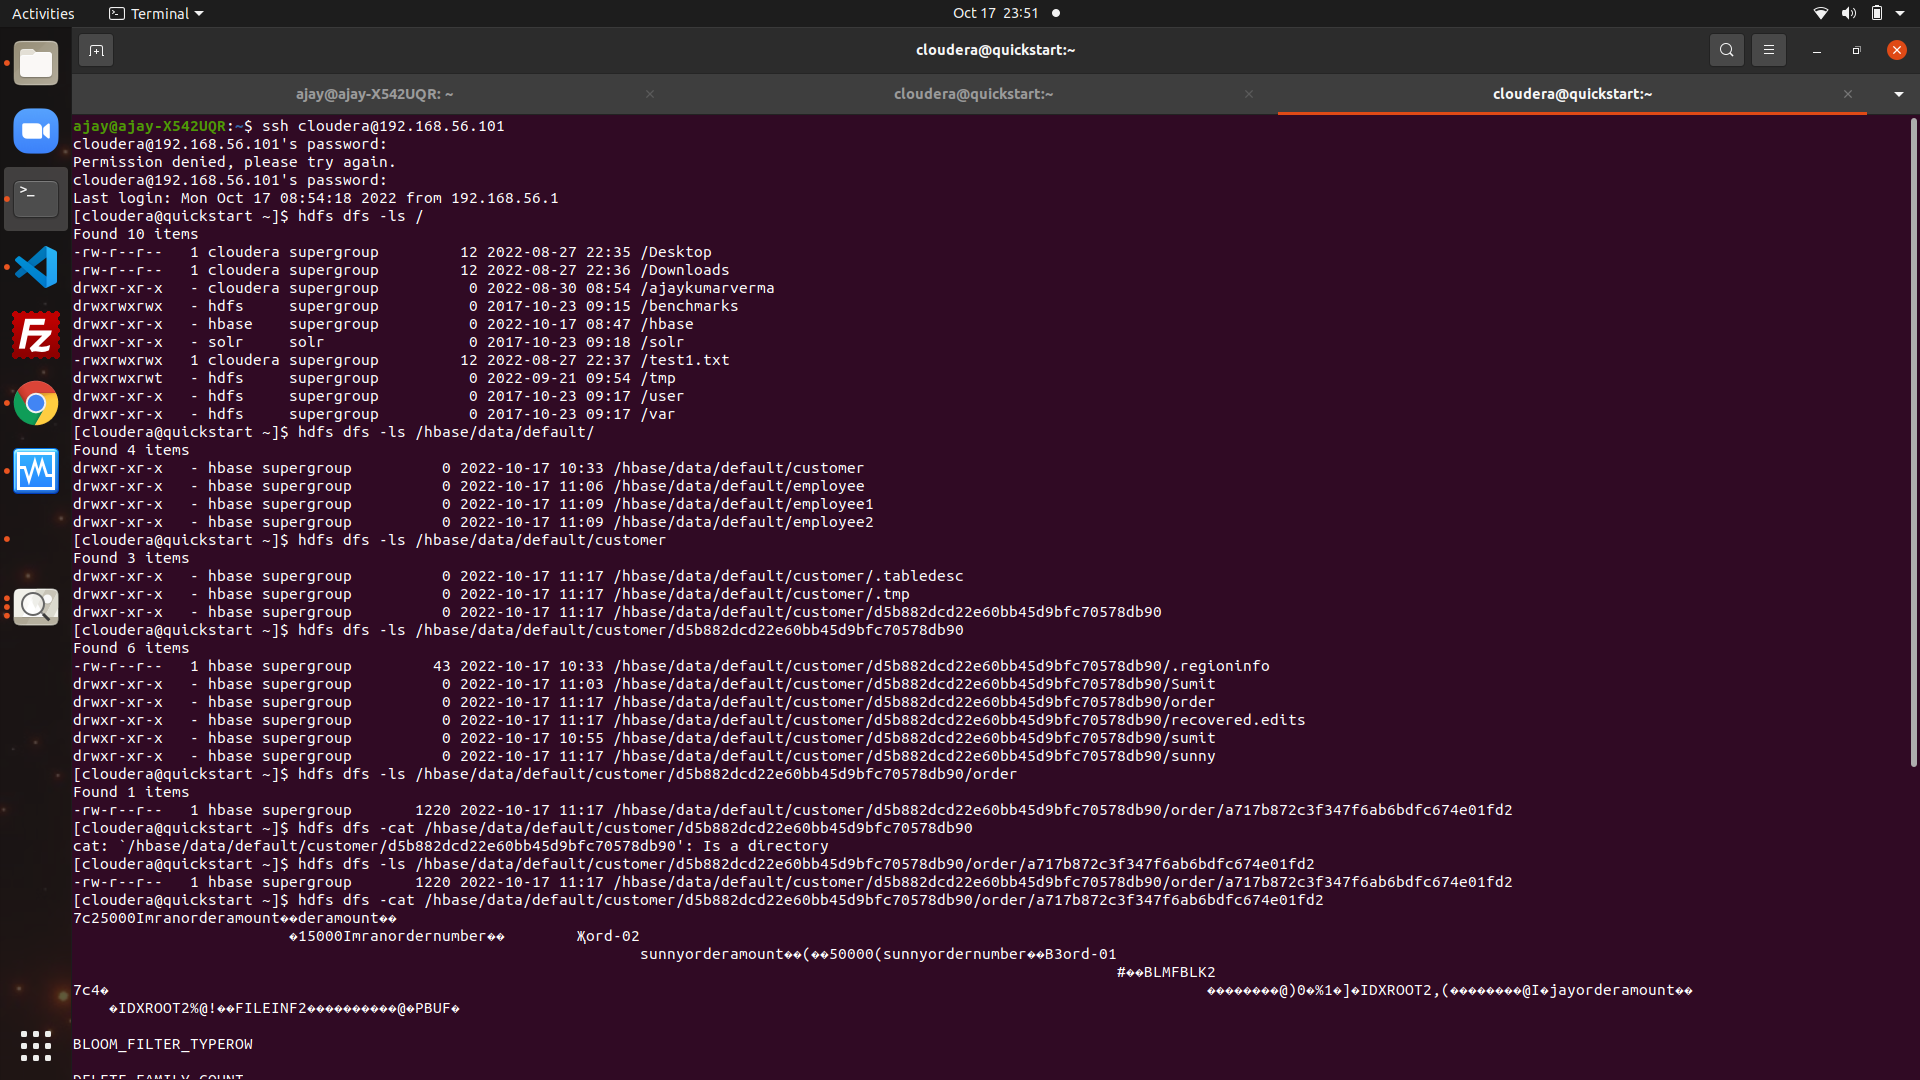 Activities Terminal Oct 17 23:51
cloudera@quickstart:~
ajay@ajay-X542UQR: ~ cloudera@quickstart:~ cloudera@quickstart:~
ajay@ajay-X542UQR:~$ ssh cloudera@192.168.56.101
cloudera@192.168.56.101's password:
Permission denied, please try again.
cloudera@192.168.56.101's password:
Last login: Mon Oct 17 08:54:18 2022 from 192.168.56.1
[cloudera@quickstart ~]$ hdfs dfs -ls /
Found 10 items
-rw-r--r--   1 cloudera supergroup         12 2022-08-27 22:35 /Desktop
-rw-r--r--   1 cloudera supergroup         12 2022-08-27 22:36 /Downloads
drwxr-xr-x   - cloudera supergroup          0 2022-08-30 08:54 /ajaykumarverma
drwxrwxrwx   - hdfs     supergroup          0 2017-10-23 09:15 /benchmarks
drwxr-xr-x   - hbase    supergroup          0 2022-10-17 08:47 /hbase
drwxr-xr-x   - solr     solr                0 2017-10-23 09:18 /solr
-rwxrwxrwx   1 cloudera supergroup         12 2022-08-27 22:37 /test1.txt
drwxrwxrwt   - hdfs     supergroup          0 2022-09-21 09:54 /tmp
drwxr-xr-x   - hdfs     supergroup          0 2017-10-23 09:17 /user
drwxr-xr-x   - hdfs     supergroup          0 2017-10-23 09:17 /var
[cloudera@quickstart ~]$ hdfs dfs -ls /hbase/data/default/
Found 4 items
drwxr-xr-x   - hbase supergroup          0 2022-10-17 10:33 /hbase/data/default/customer
drwxr-xr-x   - hbase supergroup          0 2022-10-17 11:06 /hbase/data/default/employee
drwxr-xr-x   - hbase supergroup          0 2022-10-17 11:09 /hbase/data/default/employee1
drwxr-xr-x   - hbase supergroup          0 2022-10-17 11:09 /hbase/data/default/employee2
[cloudera@quickstart ~]$ hdfs dfs -ls /hbase/data/default/customer
Found 3 items
drwxr-xr-x   - hbase supergroup          0 2022-10-17 11:17 /hbase/data/default/customer/.tabledesc
drwxr-xr-x   - hbase supergroup          0 2022-10-17 11:17 /hbase/data/default/customer/.tmp
drwxr-xr-x   - hbase supergroup          0 2022-10-17 11:17 /hbase/data/default/customer/d5b882dcd22e60bb45d9bfc70578db90
[cloudera@quickstart ~]$ hdfs dfs -ls /hbase/data/default/customer/d5b882dcd22e60bb45d9bfc70578db90
Found 6 items
-rw-r--r--   1 hbase supergroup         43 2022-10-17 10:33 /hbase/data/default/customer/d5b882dcd22e60bb45d9bfc70578db90/.regioninfo
drwxr-xr-x   - hbase supergroup          0 2022-10-17 11:03 /hbase/data/default/customer/d5b882dcd22e60bb45d9bfc70578db90/Sumit
drwxr-xr-x   - hbase supergroup          0 2022-10-17 11:17 /hbase/data/default/customer/d5b882dcd22e60bb45d9bfc70578db90/order
drwxr-xr-x   - hbase supergroup          0 2022-10-17 11:17 /hbase/data/default/customer/d5b882dcd22e60bb45d9bfc70578db90/recovered.edits
drwxr-xr-x   - hbase supergroup          0 2022-10-17 10:55 /hbase/data/default/customer/d5b882dcd22e60bb45d9bfc70578db90/sumit
drwxr-xr-x   - hbase supergroup          0 2022-10-17 11:17 /hbase/data/default/customer/d5b882dcd22e60bb45d9bfc70578db90/sunny
[cloudera@quickstart ~]$ hdfs dfs -ls /hbase/data/default/customer/d5b882dcd22e60bb45d9bfc70578db90/order
Found 1 items
-rw-r--r--   1 hbase supergroup       1220 2022-10-17 11:17 /hbase/data/default/customer/d5b882dcd22e60bb45d9bfc70578db90/order/a717b872c3f347f6ab6bdfc674e01fd2
[cloudera@quickstart ~]$ hdfs dfs -cat /hbase/data/default/customer/d5b882dcd22e60bb45d9bfc70578db90
cat: `/hbase/data/default/customer/d5b882dcd22e60bb45d9bfc70578db90': Is a directory
[cloudera@quickstart ~]$ hdfs dfs -ls /hbase/data/default/customer/d5b882dcd22e60bb45d9bfc70578db90/order/a717b872c3f347f6ab6bdfc674e01fd2
-rw-r--r--   1 hbase supergroup       1220 2022-10-17 11:17 /hbase/data/default/customer/d5b882dcd22e60bb45d9bfc70578db90/order/a717b872c3f347f6ab6bdfc674e01fd2
[cloudera@quickstart ~]$ hdfs dfs -cat /hbase/data/default/customer/d5b882dcd22e60bb45d9bfc70578db90/order/a717b872c3f347f6ab6bdfc674e01fd2
7c25000Imranorderamount��deramount��
�15000Imranordernumber��        Җord-02
sunnyorderamount��(��50000(sunnyordernumber��B3ord-01
#��BLMFBLK2
7c4� ��������@)0�%1�]�IDXROOT2,(��������@I�jayorderamount��
�IDXROOT2%@!��FILEINF2����������@�PBUF�
BLOOM_FILTER_TYPEROW
DELETE_FAMILY_COUNT